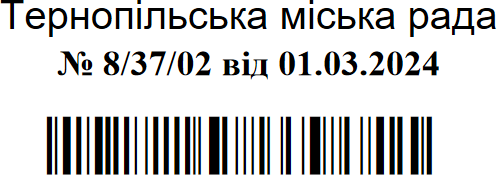 Тернопільська міська рада
№ 8/37/02 від 01.03.2024